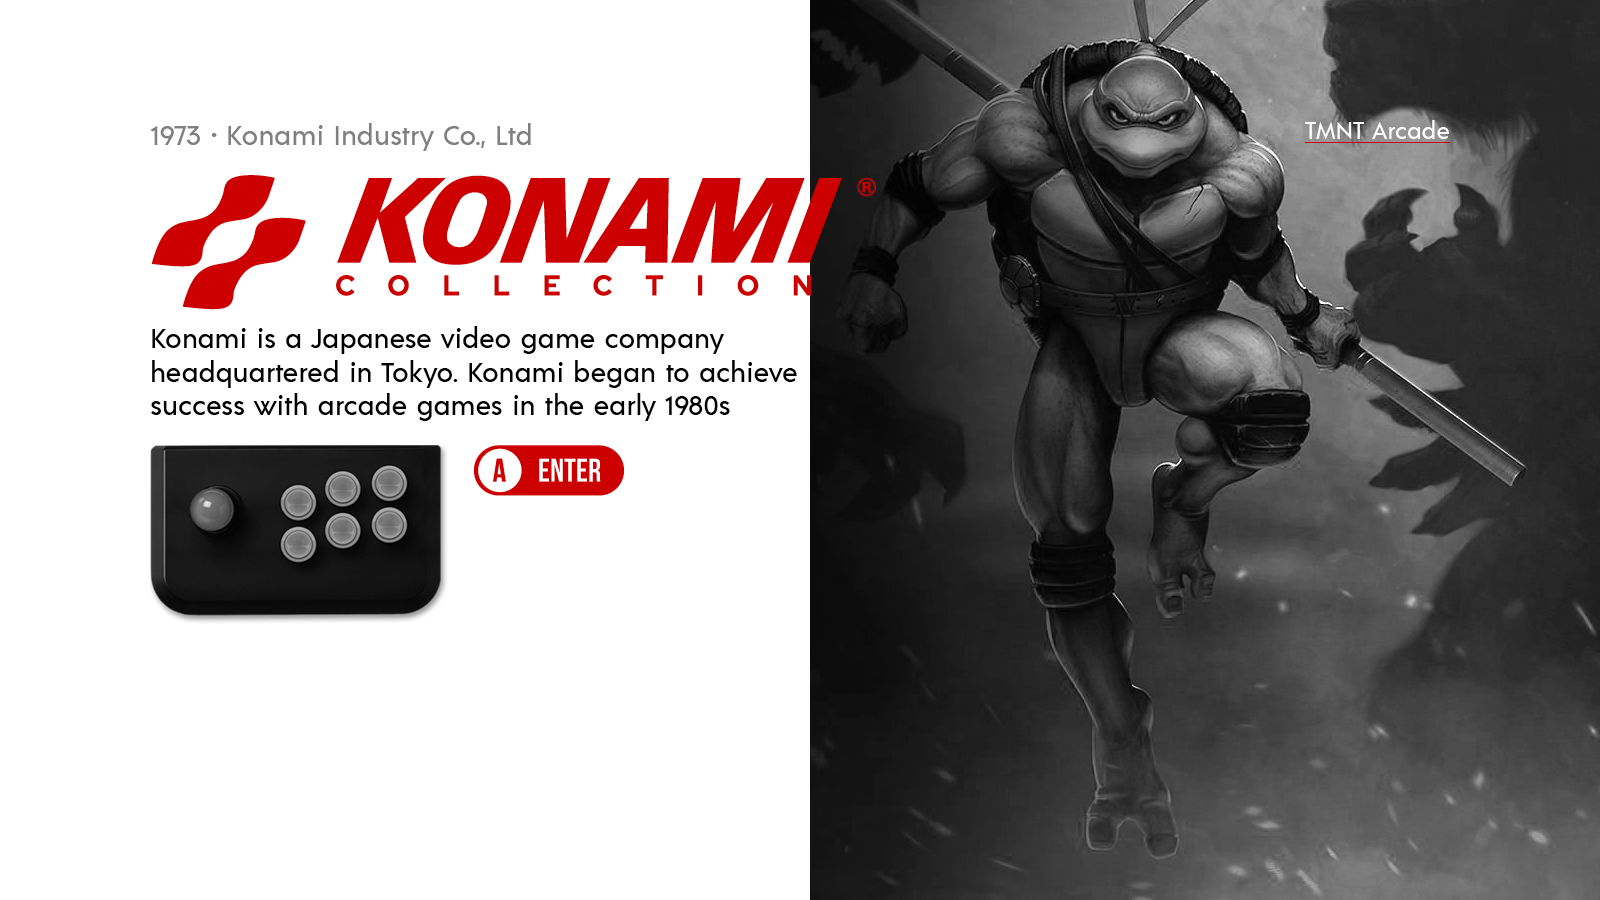 1973 · Konami Industry Co., Ltd
TMNT Arcade
KONAMI®
COLLECTION
Konami is a Japanese video game company
headquartered in Tokyo. Konami began to achieve
success with arcade games in the early 1980s
A ENTER